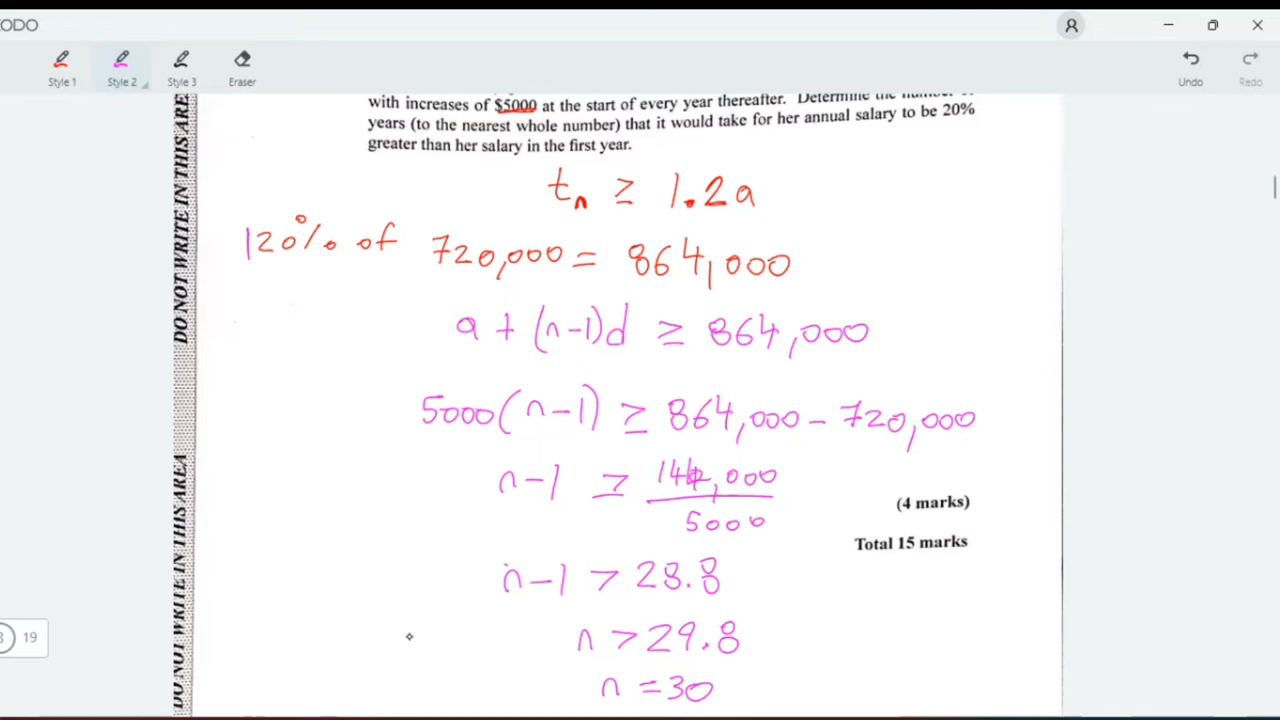 ODO
Style 1
Style 2
Style 3
Eraser
Undo
Redo
with increases of $5000 at the start of every year thereafter. Determine the number of
years (to the nearest whole number) that it would take for her annual salary to be 20%
greater than her salary in the first year.
tn ≥ 1.2a
120% of 720,000 = 864,000
a + (n-1)d ≥ 864,000
5000(n-1) ≥ 864,000 - 720,000
n-1 ≥ 144,000
5000
(4 marks)
Total 15 marks
n-1 > 28.8
n > 29.8
n = 30
19
DO NOT WRITE IN THIS ARE
DO NOT WRITE IN THIS AREA